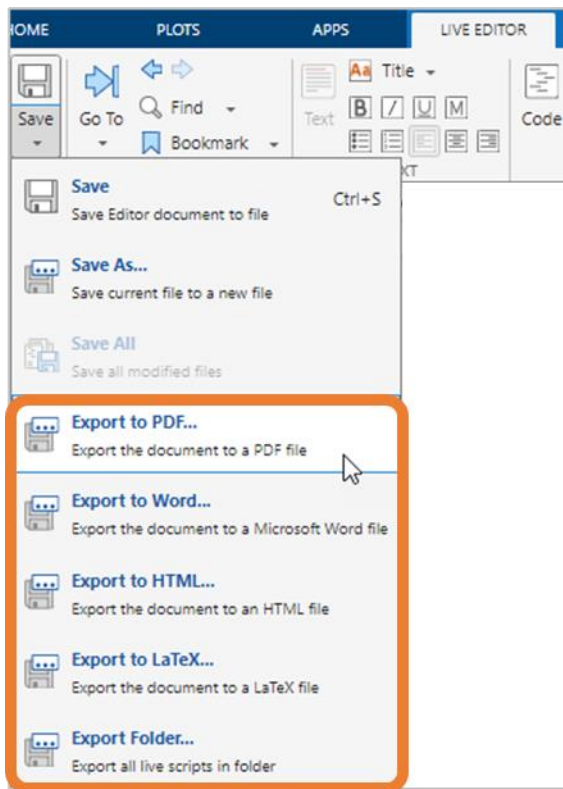 HOME PLOTS APPS LIVE EDITOR
Save Go To Find Bookmark
Text Aa Title B I U M
Code
TEXT
Save Ctrl+S
Save Editor document to file
Save As...
Save current file to a new file
Save All
Save all modified files
Export to PDF...
Export the document to a PDF file
Export to Word...
Export the document to a Microsoft Word file
Export to HTML...
Export the document to an HTML file
Export to LaTeX...
Export the document to a LaTeX file
Export Folder...
Export all live scripts in folder